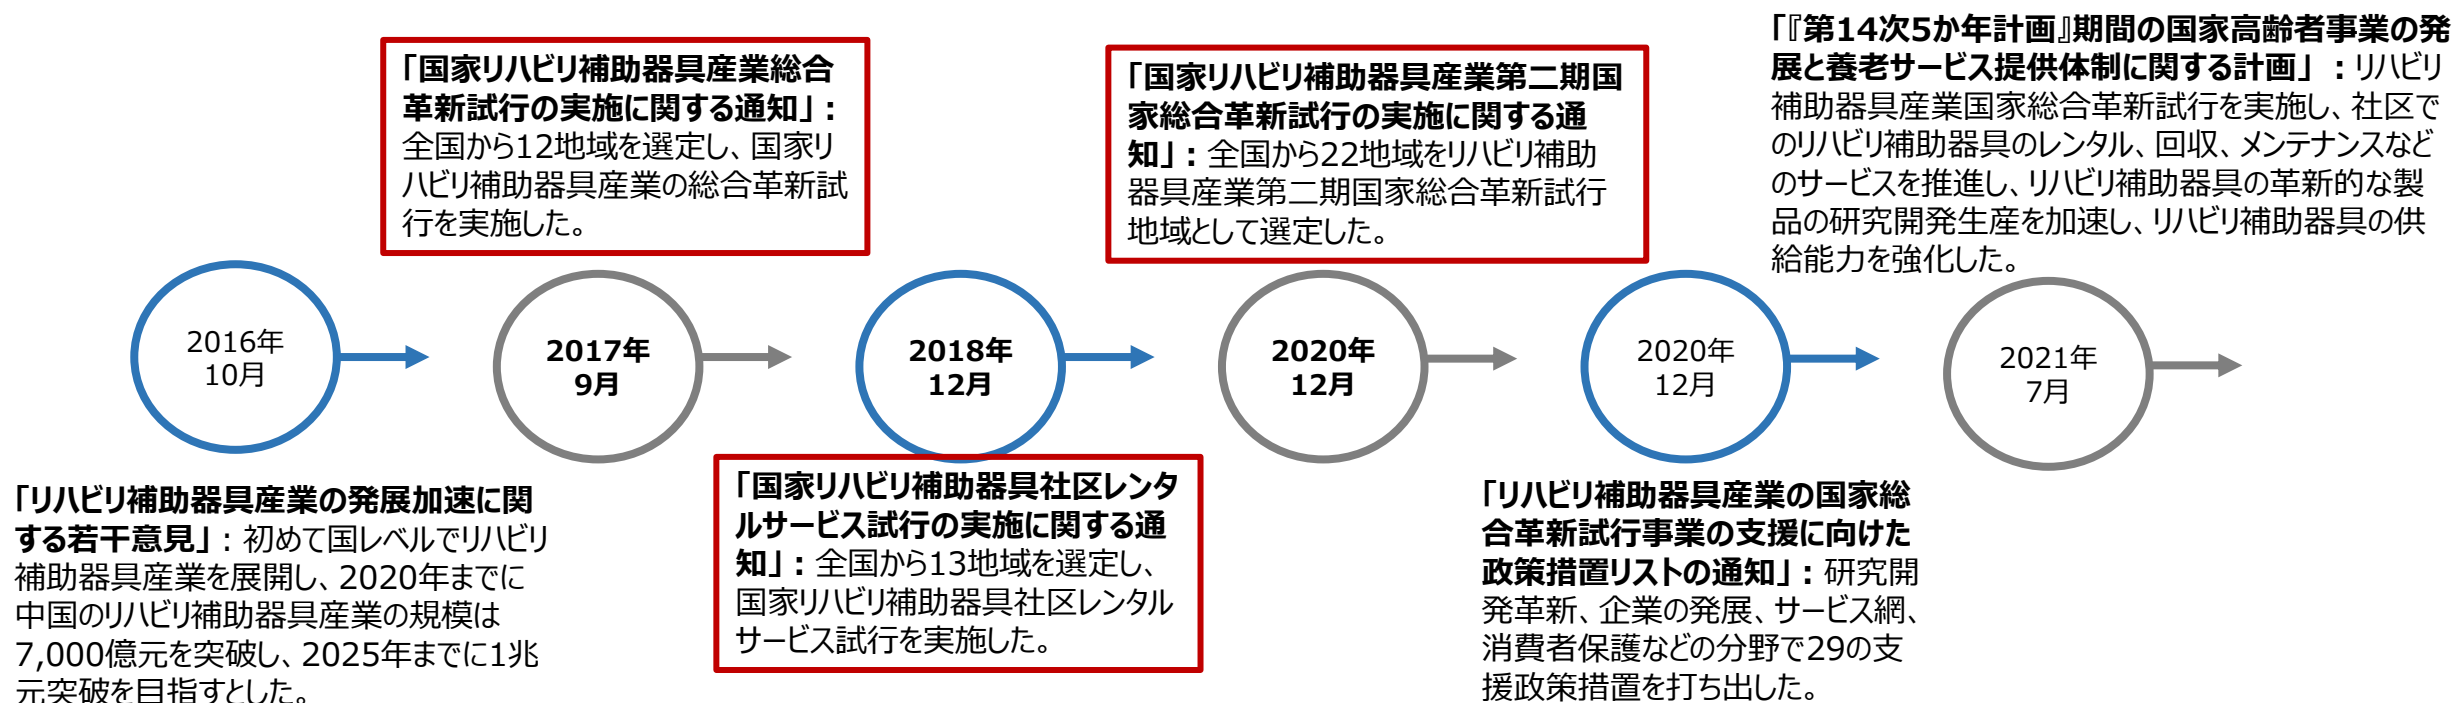 「国家リハビリ補助器具産業総合
革新試行の実施に関する通知」：
全国から12地域を選定し、国家リ
ハビリ補助器具産業の総合革新試
行を実施した。
「国家リハビリ補助器具産業第二期国
家総合革新試行の実施に関する通
知」：全国から22地域をリハビリ補助
器具産業第二期国家総合革新試行
地域として選定した。
「『第14次5か年計画』期間の国家高齢者事業の発
展と養老サービス提供体制に関する計画」：リハビリ
補助器具産業国家総合革新試行を実施し、社区で
のリハビリ補助器具のレンタル、回収、メンテナンスなど
のサービスを推進し、リハビリ補助器具の革新的な製
品の研究開発生産を加速し、リハビリ補助器具の供
給能力を強化した。
2016年
10月
2017年
9月
2018年
12月
2020年
12月
2020年
12月
2021年
7月
「リハビリ補助器具産業の発展加速に関
する若干意見」：初めて国レベルでリハビリ
補助器具産業を展開し、2020年までに
中国のリハビリ補助器具産業の規模は
7,000億元を突破し、2025年までに1兆
元突破を目指すとした。
「国家リハビリ補助器具社区レンタ
ルサービス試行の実施に関する通
知」：全国から13地域を選定し、
国家リハビリ補助器具社区レンタル
サービス試行を実施した。
「リハビリ補助器具産業の国家総
合革新試行事業の支援に向けた
政策措置リストの通知」：研究開
発革新、企業の発展、サービス網、
消費者保護などの分野で29の支
援政策措置を打ち出した。